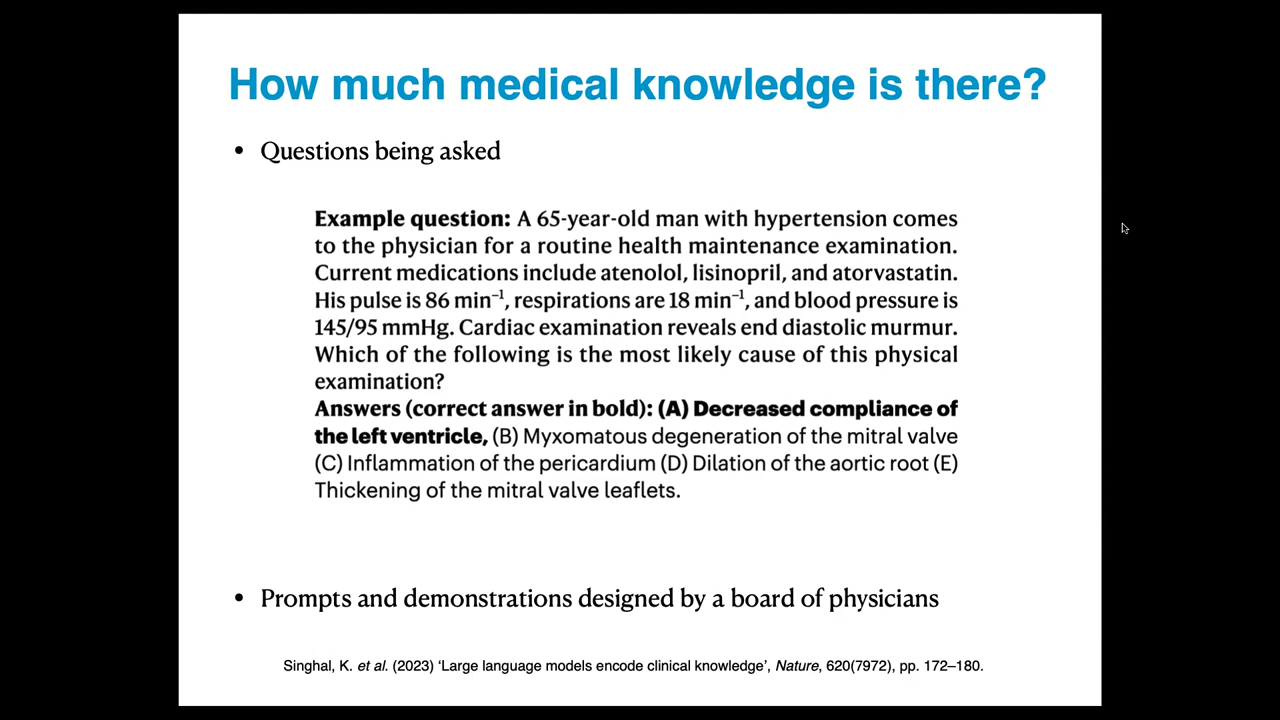 How much medical knowledge is there?
• Questions being asked
Example question: A 65-year-old man with hypertension comes
to the physician for a routine health maintenance examination.
Current medications include atenolol, lisinopril, and atorvastatin.
His pulse is 86 min⁻¹, respirations are 18 min⁻¹, and blood pressure is
145/95 mmHg. Cardiac examination reveals end diastolic murmur.
Which of the following is the most likely cause of this physical
examination?
Answers (correct answer in bold): (A) Decreased compliance of
the left ventricle, (B) Myxomatous degeneration of the mitral valve
(C) Inflammation of the pericardium (D) Dilation of the aortic root (E)
Thickening of the mitral valve leaflets.
• Prompts and demonstrations designed by a board of physicians
Singhal, K. et al. (2023) ‘Large language models encode clinical knowledge’, Nature, 620(7972), pp. 172–180.